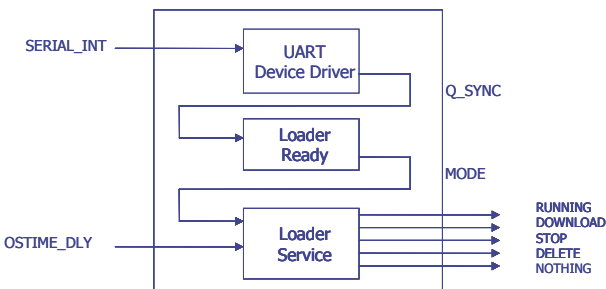 SERIAL_INT
UART
Device Driver
Q_SYNC
Loader
Ready
MODE
OSTIME_DLY
Loader
Service
RUNNING
DOWNLOAD
STOP
DELETE
NOTHING